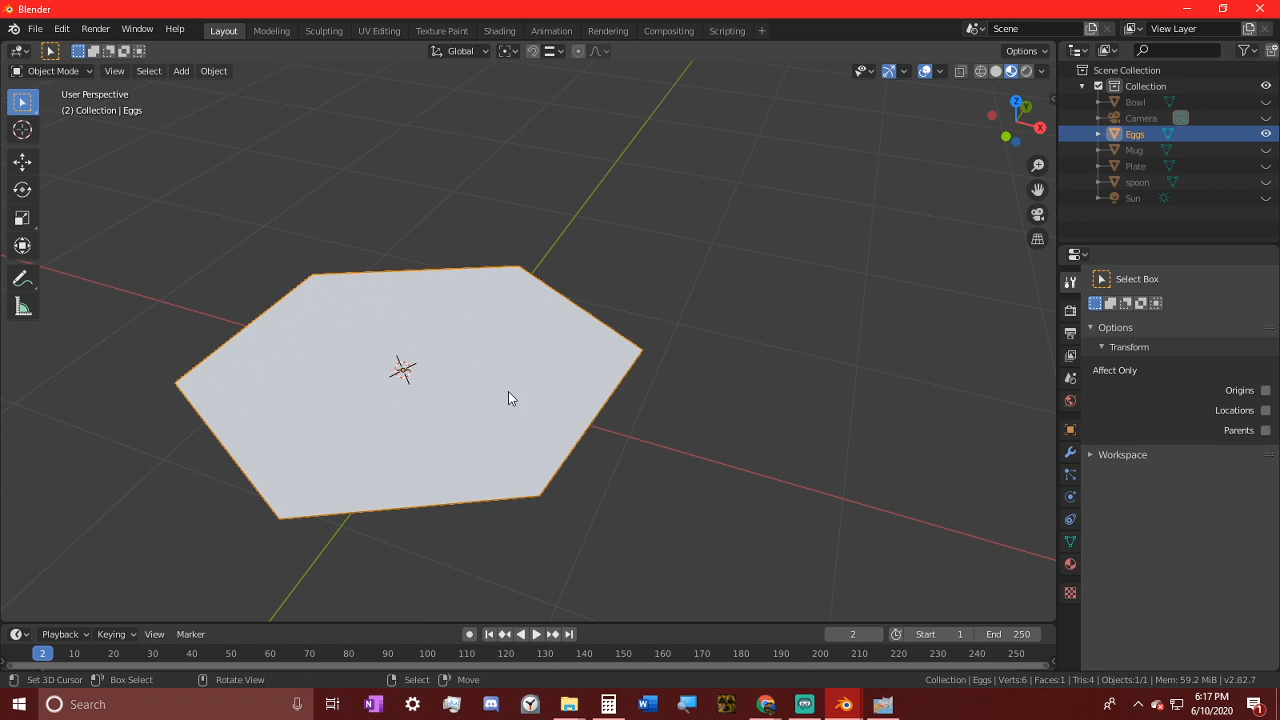 Blender
File Edit Render Window Help
Layout Modeling Sculpting UV Editing Texture Paint Shading Animation Rendering Compositing Scripting +
Scene
View Layer
Global
Options
Object Mode View Select Add Object
User Perspective
(2) Collection | Eggs
Z
Y
X
Scene Collection
Collection
Bowl
Camera
Eggs
Mug
Plate
spoon
Sun
Select Box
Options
Transform
Affect Only
Origins
Locations
Parents
Workspace
Playback Keying View Marker
2
Start 1
End 250
2 10 20 30 40 50 60 70 80 90 100 110 120 130 140 150 160 170 180 190 200 210 220 230 240 250
Set 3D Cursor Box Select Rotate View Select Move
Collection | Eggs | Verts:6 | Faces:1 | Tris:4 | Objects:1/1 | Mem: 59.2 MiB | v2.82.7
Search
6:17 PM
6/10/2020
1